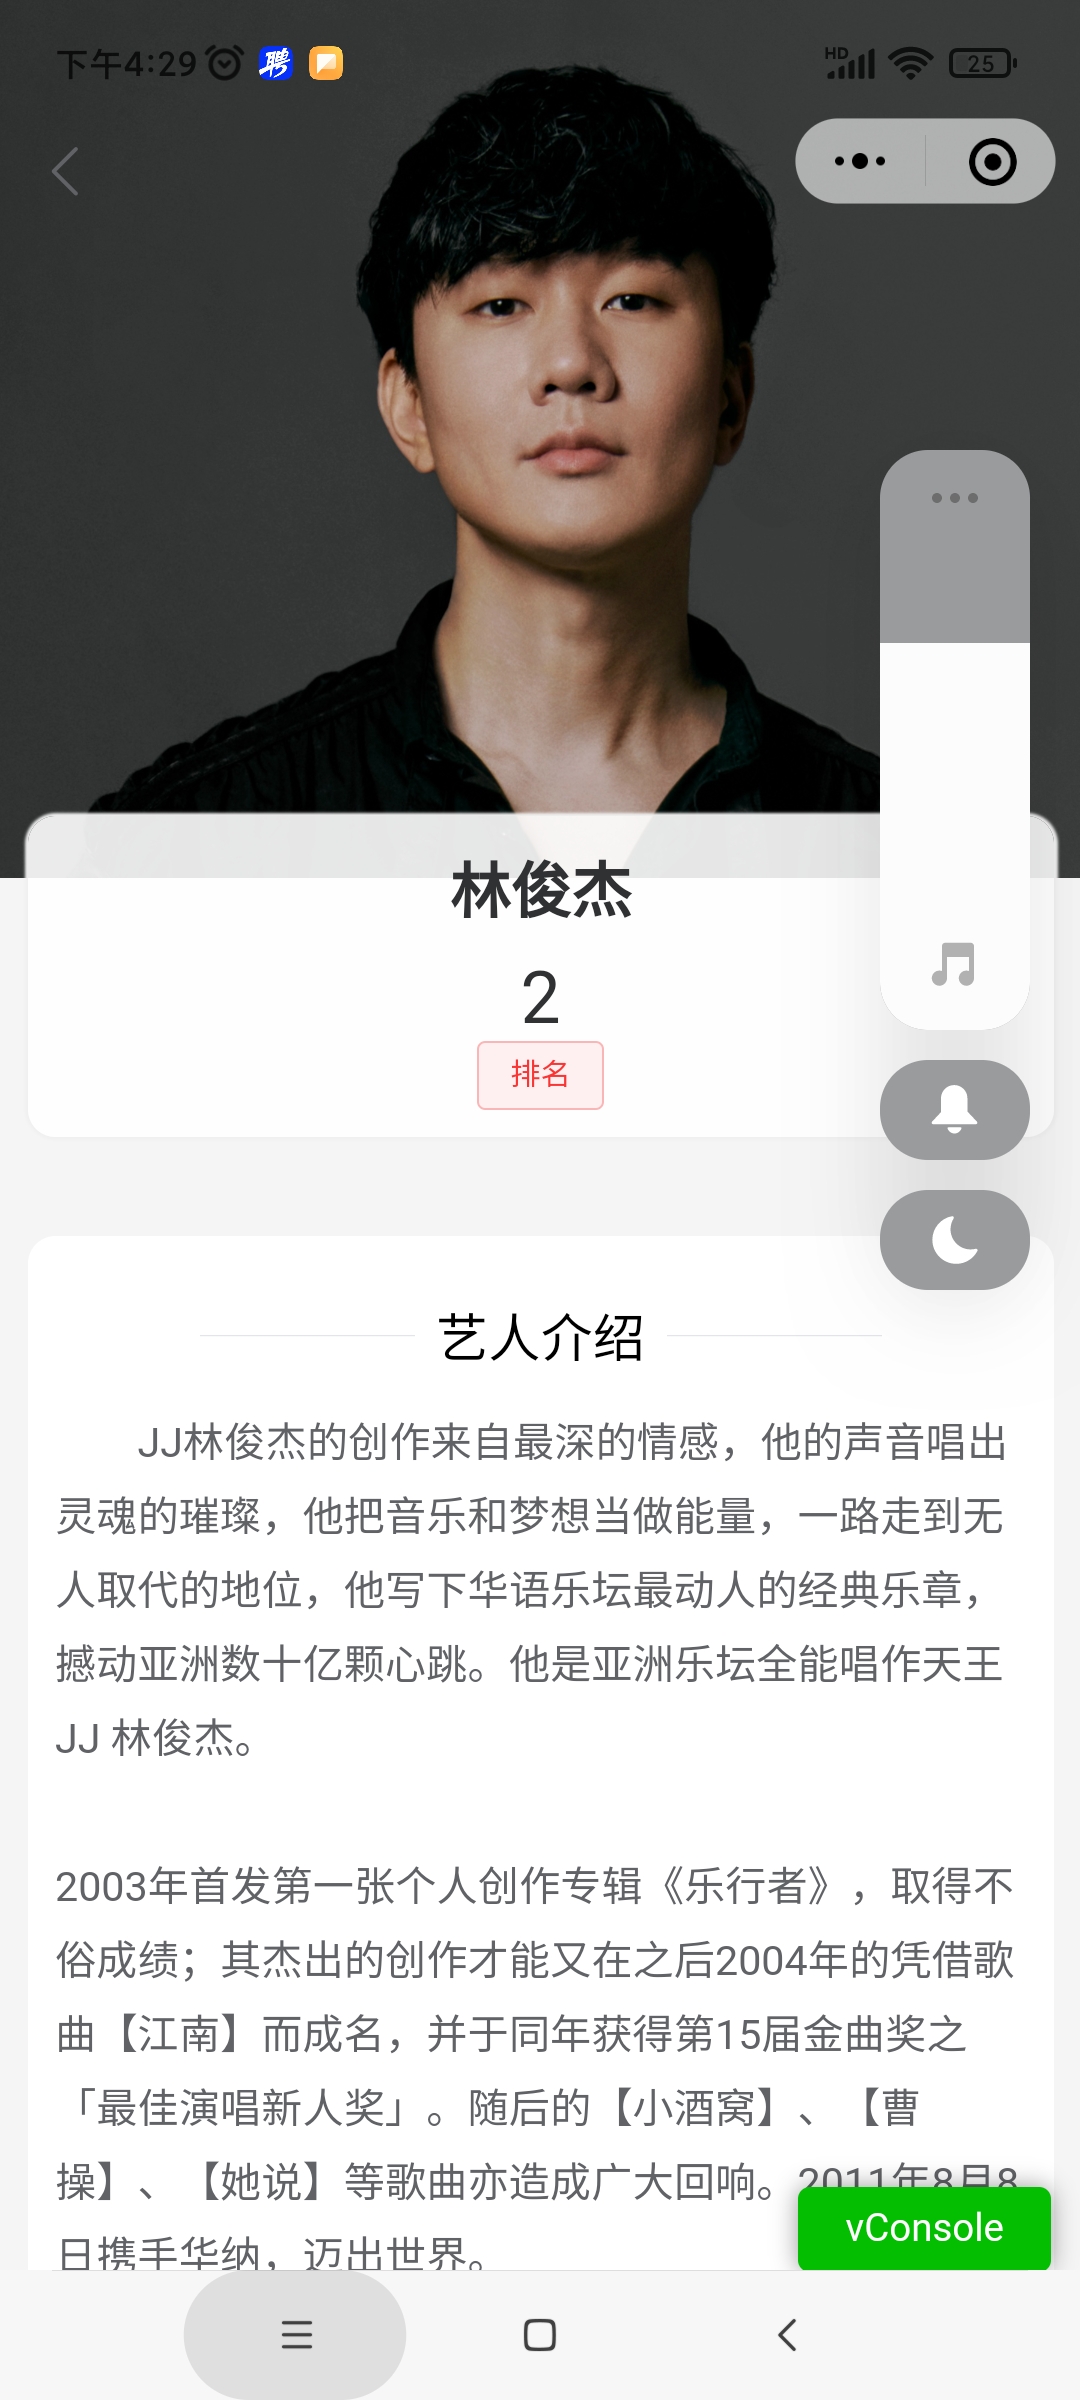 下午4:29 聘 HD 25
林俊杰
2
排名
艺人介绍
JJ林俊杰的创作来自最深的情感，他的声音唱出
灵魂的璀璨，他把音乐和梦想当做能量，一路走到无
人取代的地位，他写下华语乐坛最动人的经典乐章，
撼动亚洲数十亿颗心跳。他是亚洲乐坛全能唱作天王
JJ 林俊杰。
2003年首发第一张个人创作专辑《乐行者》，取得不
俗成绩；其杰出的创作才能又在之后2004年的凭借歌
曲【江南】而成名，并于同年获得第15届金曲奖之
「最佳演唱新人奖」。随后的【小酒窝】、【曹
操】、【她说】等歌曲亦造成广大回响。2011年8月8
日携手华纳，迈出世界。
vConsole